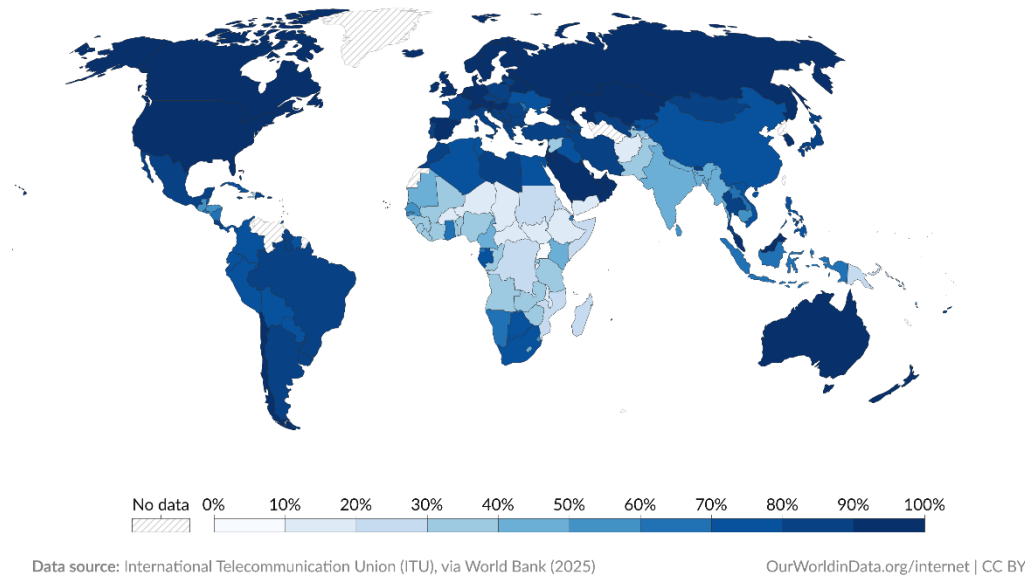 No data 0% 10% 20% 30% 40% 50% 60% 70% 80% 90% 100%
Data source: International Telecommunication Union (ITU), via World Bank (2025) OurWorldinData.org/internet | CC BY